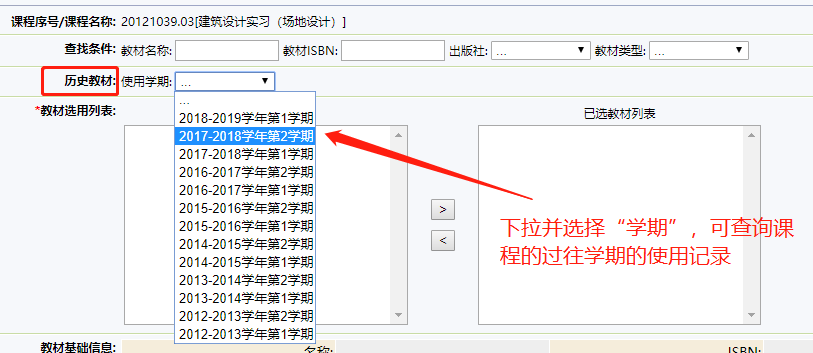 课程序号/课程名称: 20121039.03[建筑设计实习（场地设计）]
查找条件: 教材名称: 教材ISBN: 出版社: ... 教材类型: ...
历史教材: 使用学期: ...
...
2018-2019学年第1学期
*教材选用列表: 已选教材列表
2017-2018学年第2学期
2017-2018学年第1学期
2016-2017学年第2学期
2016-2017学年第1学期
2015-2016学年第2学期
2015-2016学年第1学期
2014-2015学年第2学期
2014-2015学年第1学期
2013-2014学年第2学期
2013-2014学年第1学期
2012-2013学年第2学期
2012-2013学年第1学期
>
<
下拉并选择“学期”，可查询课
程的过往学期的使用记录
教材基础信息: 名称: ISBN: